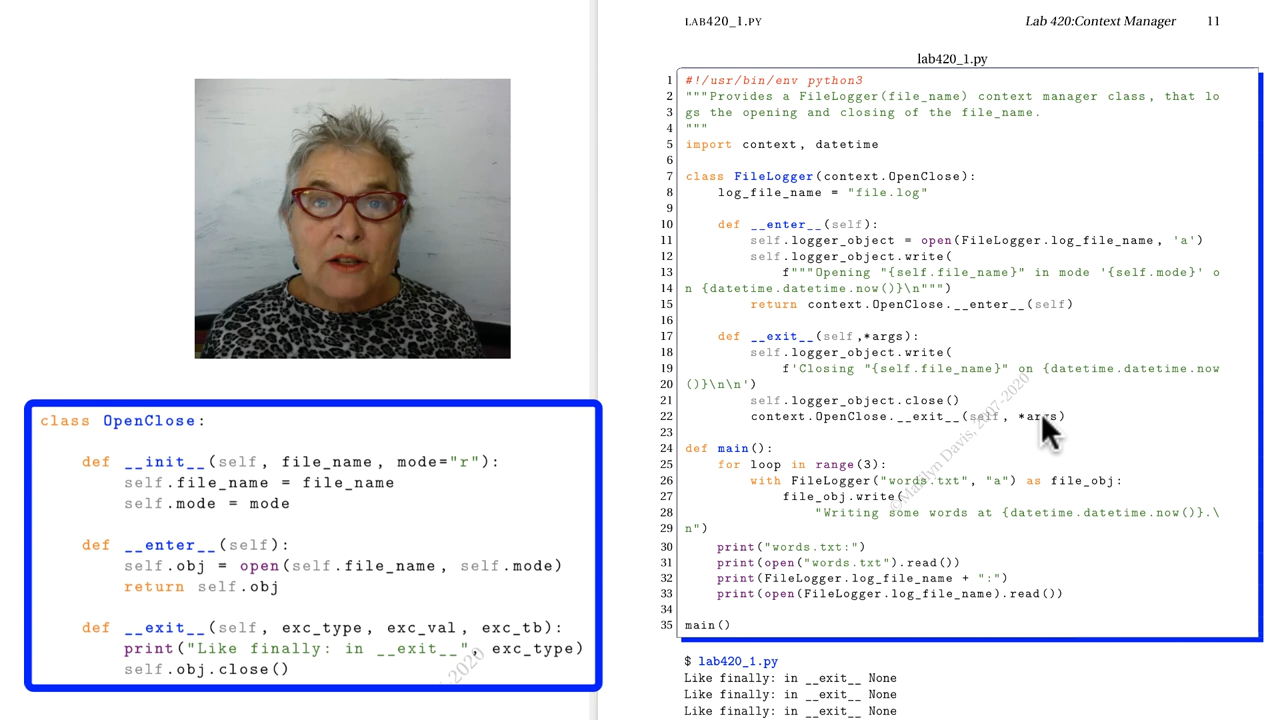 LAB420_1.PY Lab 420:Context Manager 11
lab420_1.py
1 #!/usr/bin/env python3
2 """Provides a FileLogger(file_name) context manager class, that lo
3 gs the opening and closing of the file_name.
4 """
5 import context, datetime
6
7 class FileLogger(context.OpenClose):
8     log_file_name = "file.log"
9
10     def __enter__(self):
11         self.logger_object = open(FileLogger.log_file_name, 'a')
12         self.logger_object.write(
13             f"""Opening "{self.file_name}" in mode '{self.mode}' o
14 n {datetime.datetime.now()}\n""")
15         return context.OpenClose.__enter__(self)
16
17     def __exit__(self,*args):
18         self.logger_object.write(
19             f'Closing "{self.file_name}" on {datetime.datetime.now
20 ()}\n\n')
21         self.logger_object.close()
22         context.OpenClose.__exit__(self, *args)
23
24 def main():
25     for loop in range(3):
26         with FileLogger("words.txt", "a") as file_obj:
27             file_obj.write(
28                 "Writing some words at {datetime.datetime.now()}.\
29 n")
30     print("words.txt:")
31     print(open("words.txt").read())
32     print(FileLogger.log_file_name + ":")
33     print(open(FileLogger.log_file_name).read())
34
35 main()
©Marilyn Davis, 2007-2020
$ lab420_1.py
Like finally: in __exit__ None
Like finally: in __exit__ None
Like finally: in __exit__ None
class OpenClose:
    def __init__(self, file_name, mode="r"):
        self.file_name = file_name
        self.mode = mode
    def __enter__(self):
        self.obj = open(self.file_name, self.mode)
        return self.obj
    def __exit__(self, exc_type, exc_val, exc_tb):
        print("Like finally: in __exit__", exc_type)
        self.obj.close()
-2020